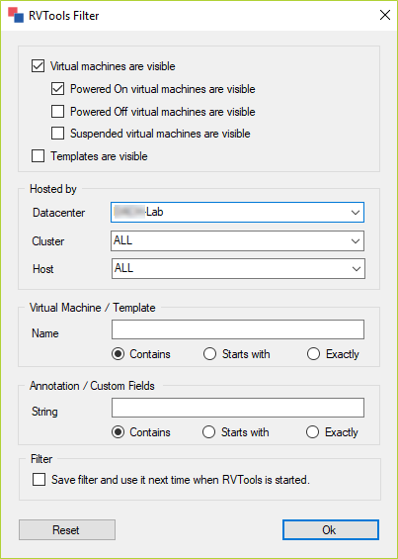 RVTools Filter
Virtual machines are visible
Powered On virtual machines are visible
Powered Off virtual machines are visible
Suspended virtual machines are visible
Templates are visible
Hosted by
Datacenter -Lab
Cluster ALL
Host ALL
Virtual Machine / Template
Name
Contains Starts with Exactly
Annotation / Custom Fields
String
Contains Starts with Exactly
Filter
Save filter and use it next time when RVTools is started.
Reset Ok